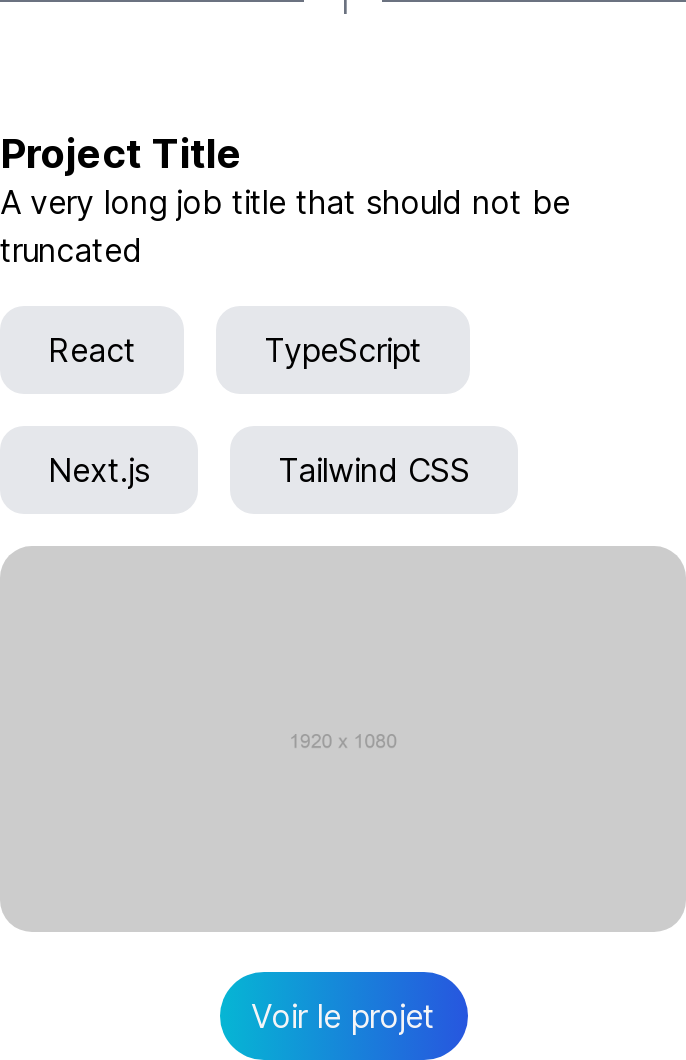 Project Title
A very long job title that should not be
truncated
React
TypeScript
Next.js
Tailwind CSS
1920 x 1080
Voir le projet